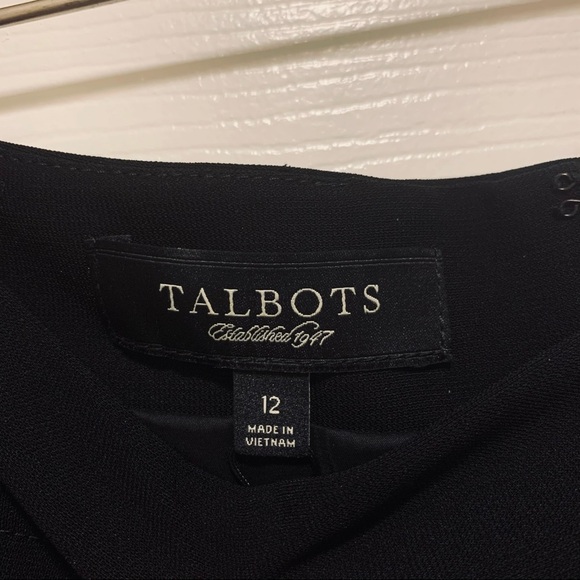 TALBOTS
Established 1947
12
MADE IN
VIETNAM